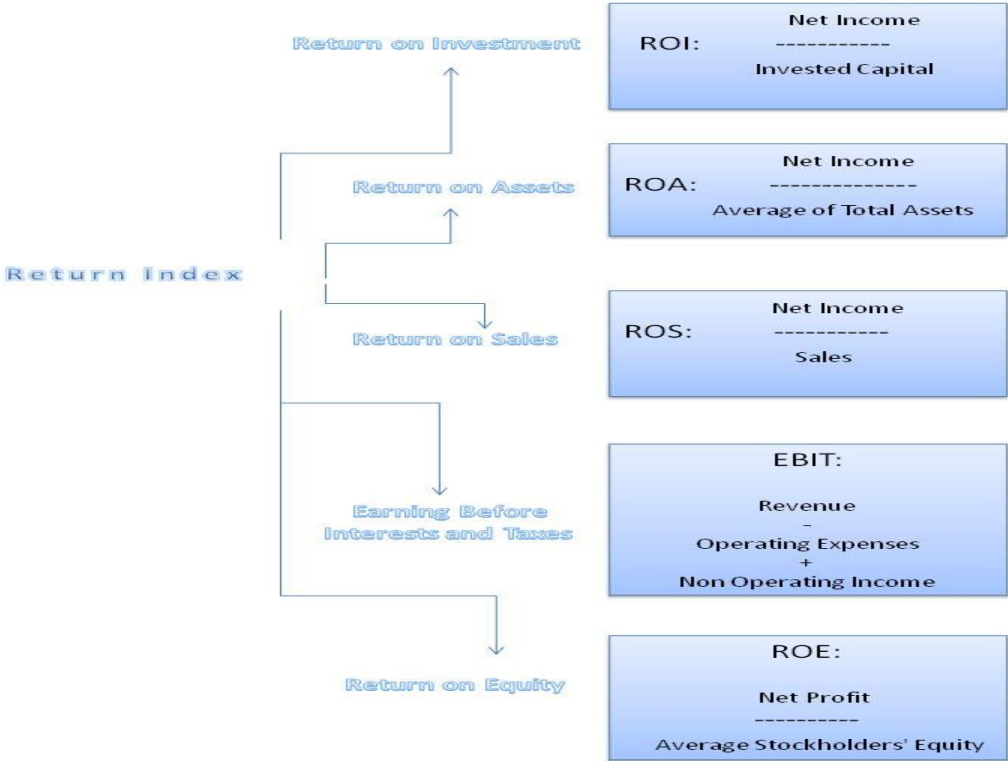 Return on Investment
ROI:
Net Income
-----------
Invested Capital
Return on Assets
ROA:
Net Income
--------------
Average of Total Assets
Return Index
Return on Sales
ROS:
Net Income
-----------
Sales
Earning Before
Interests and Taxes
EBIT:
Revenue
-
Operating Expenses
+
Non Operating Income
Return on Equity
ROE:
Net Profit
----------
Average Stockholders' Equity